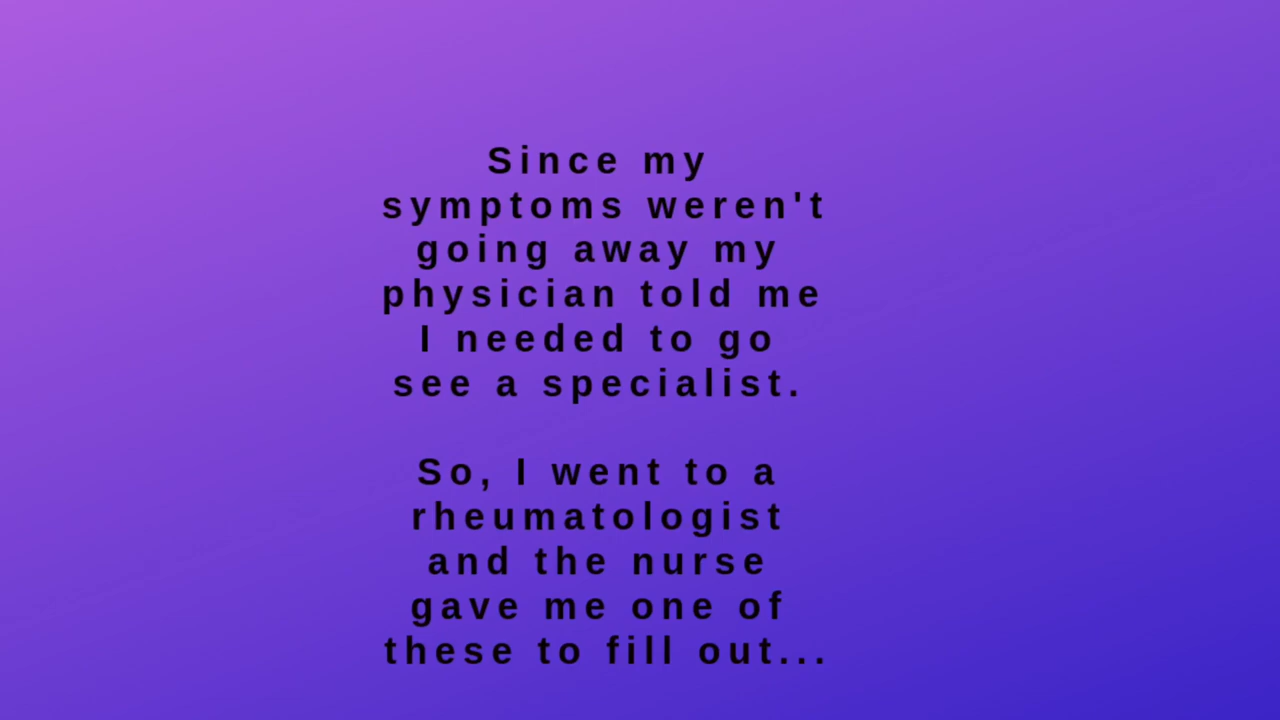 Since my
symptoms weren't
going away my
physician told me
I needed to go
see a specialist.
So, I went to a
rheumatologist
and the nurse
gave me one of
these to fill out...